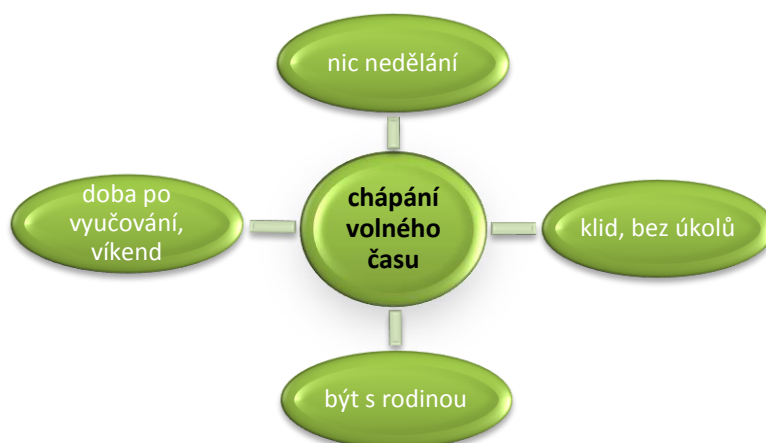 nic nedělání
doba po
vyučování,
víkend
chápání
volného
času
klid, bez úkolů
být s rodinou